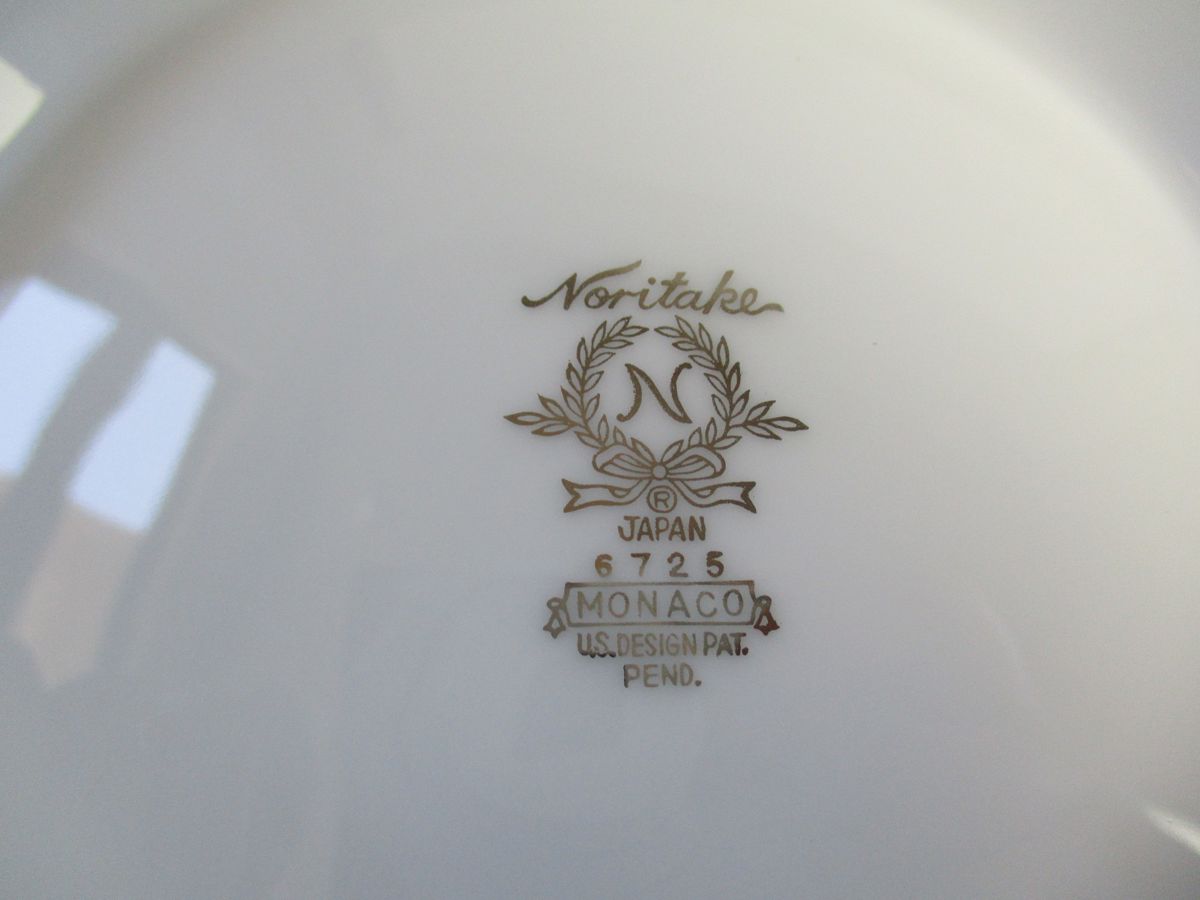 Noritake
N
®
JAPAN
6725
MONACO
U.S. DESIGN PAT.
PEND.